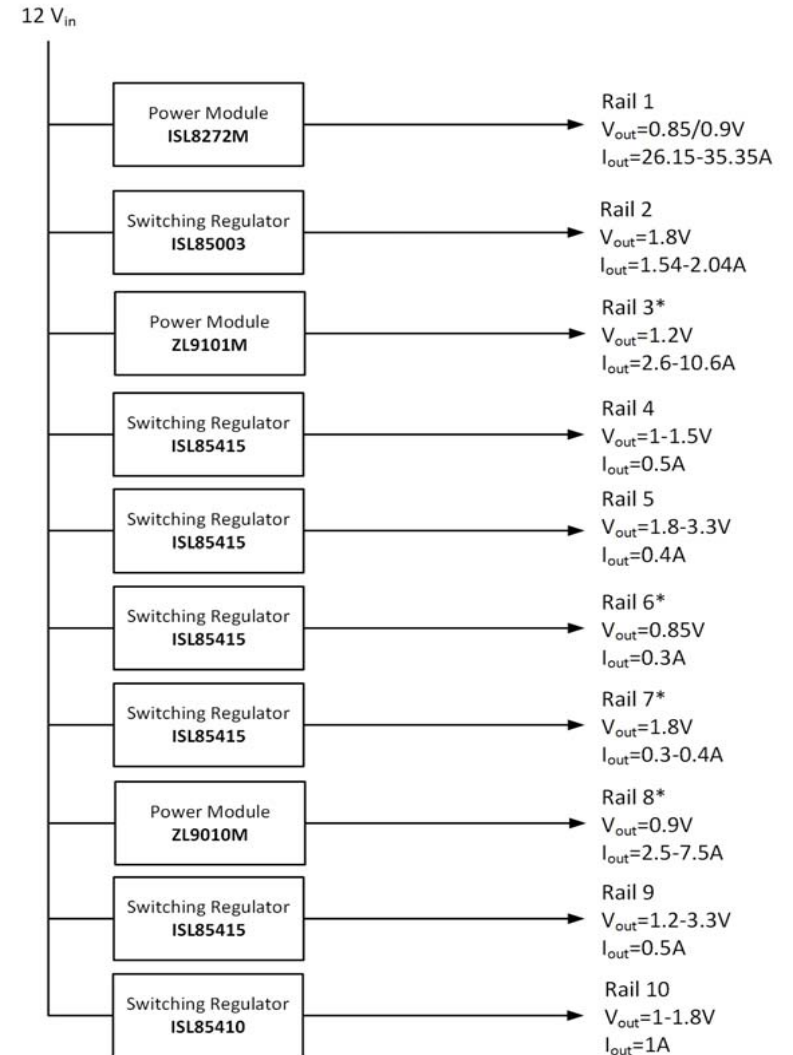 12 Vin
Power Module
ISL8272M
Rail 1
Vout=0.85/0.9V
Iout=26.15-35.35A
Switching Regulator
ISL85003
Rail 2
Vout=1.8V
Iout=1.54-2.04A
Power Module
ZL9101M
Rail 3*
Vout=1.2V
Iout=2.6-10.6A
Switching Regulator
ISL85415
Rail 4
Vout=1-1.5V
Iout=0.5A
Switching Regulator
ISL85415
Rail 5
Vout=1.8-3.3V
Iout=0.4A
Switching Regulator
ISL85415
Rail 6*
Vout=0.85V
Iout=0.3A
Switching Regulator
ISL85415
Rail 7*
Vout=1.8V
Iout=0.3-0.4A
Power Module
ZL9010M
Rail 8*
Vout=0.9V
Iout=2.5-7.5A
Switching Regulator
ISL85415
Rail 9
Vout=1.2-3.3V
Iout=0.5A
Switching Regulator
ISL85410
Rail 10
Vout=1-1.8V
Iout=1A